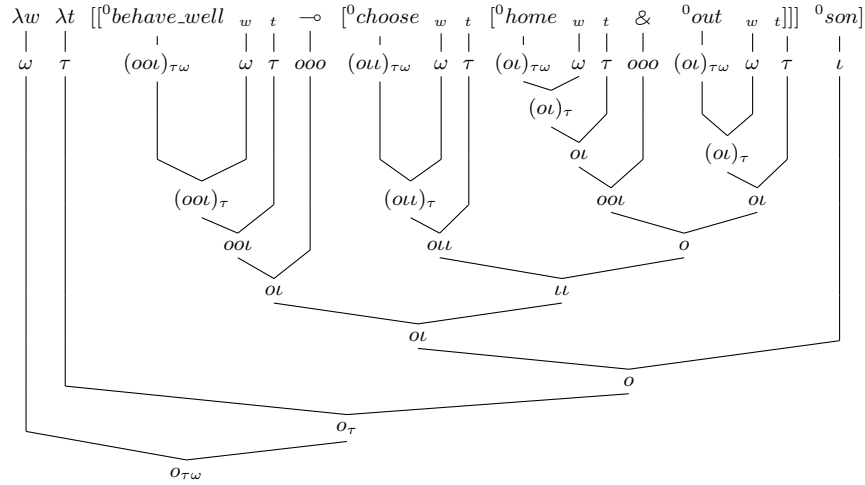 λw λt [[⁰behave_well w t ⊸ [⁰choose w t [⁰home w t & ⁰out w t]]] ⁰son]
ω τ (οοι)τω ω τ οοο (οιι)τω ω τ (οι)τω ω τ οοο (οι)τω ω τ ι
(οι)τ
οι (οι)τ
(οοι)τ (οιι)τ οοι οι
οοι οιι ο
οι ιι
οι
ο
οτ
οτω